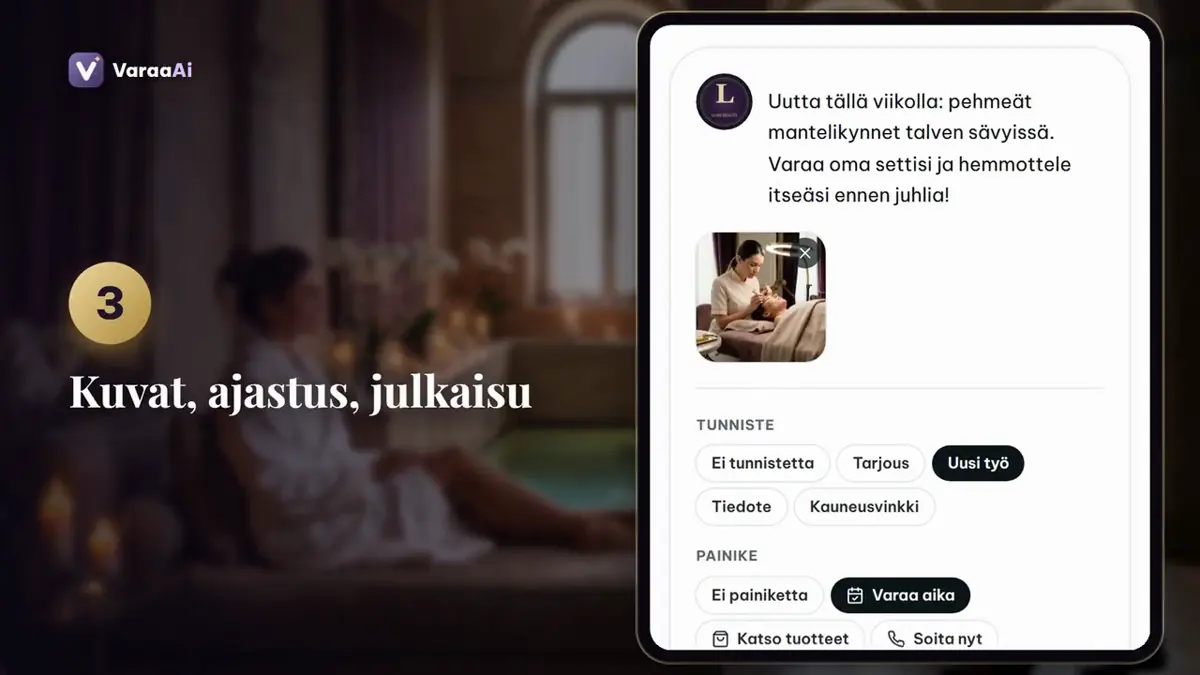 VaraaAi
3
Kuvat, ajastus, julkaisu
L
Uutta tällä viikolla: pehmeät
mantelikynnet talven sävyissä.
Varaa oma settisi ja hemmottele
itseäsi ennen juhlia!
TUNNISTE
Ei tunnistetta
Tarjous
Uusi työ
Tiedote
Kauneusvinkki
PAINIKE
Ei painiketta
Varaa aika
Katso tuotteet
Soita nyt